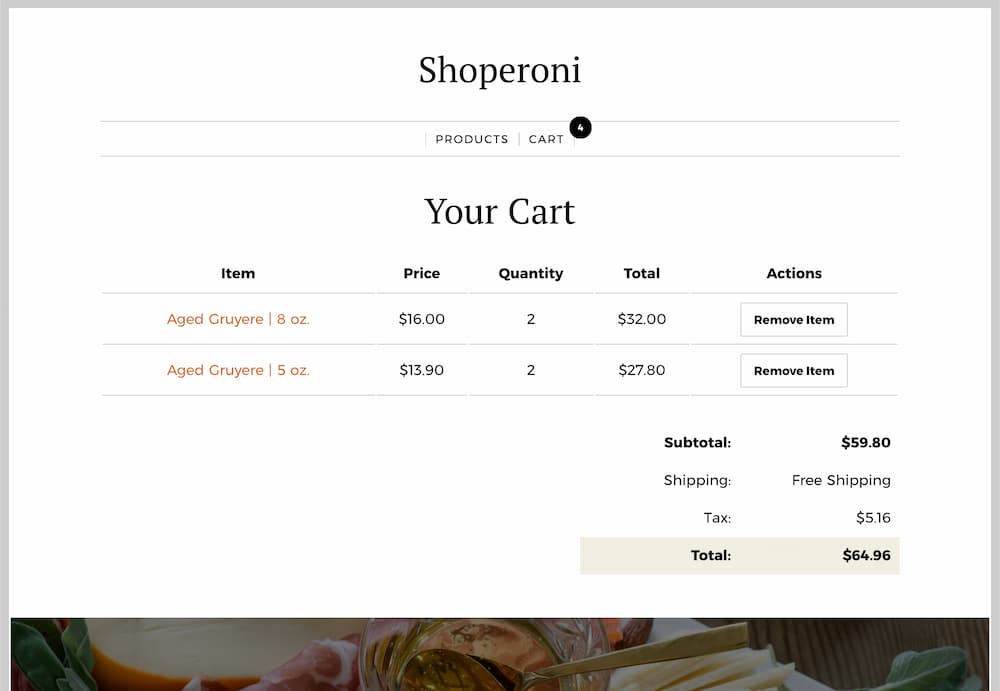 Shoperoni
PRODUCTS CART 4
Your Cart
Item Price Quantity Total Actions
Aged Gruyere | 8 oz. $16.00 2 $32.00 Remove Item
Aged Gruyere | 5 oz. $13.90 2 $27.80 Remove Item
Subtotal: $59.80
Shipping: Free Shipping
Tax: $5.16
Total: $64.96